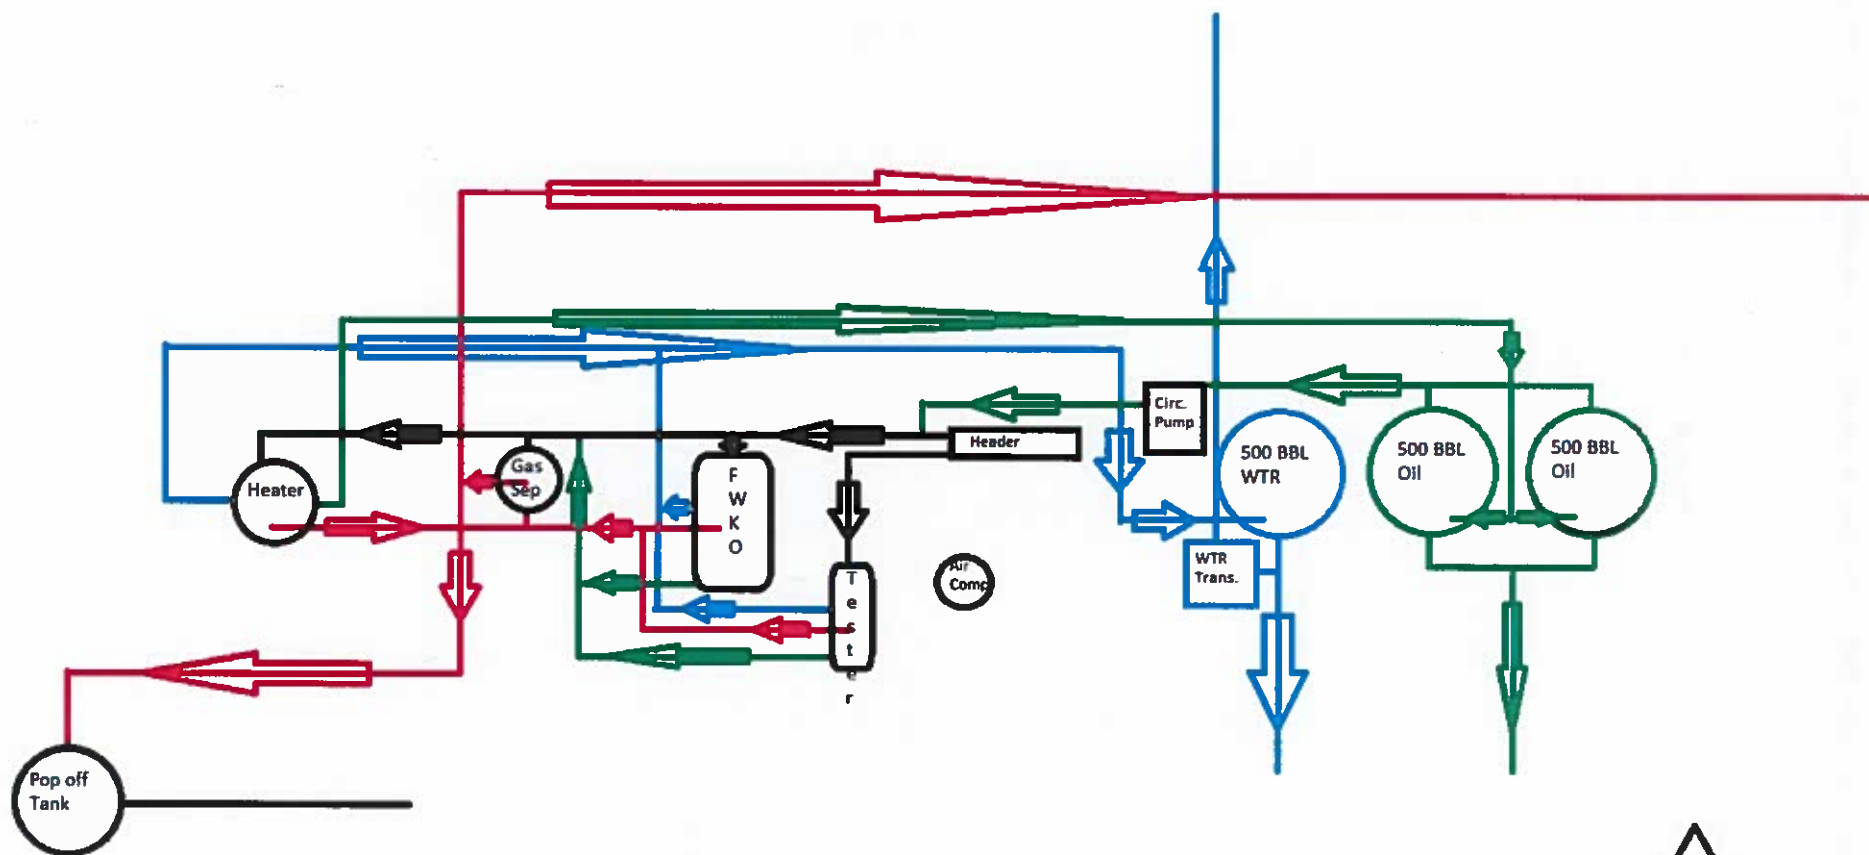 Circ.
Pump
Header
500 BBL
WTR
500 BBL
Oil
500 BBL
Oil
Gas
Sep
Heater
F
W
K
O
WTR
Trans.
Air
Comp
T
e
s
t
e
r
Pop off
Tank